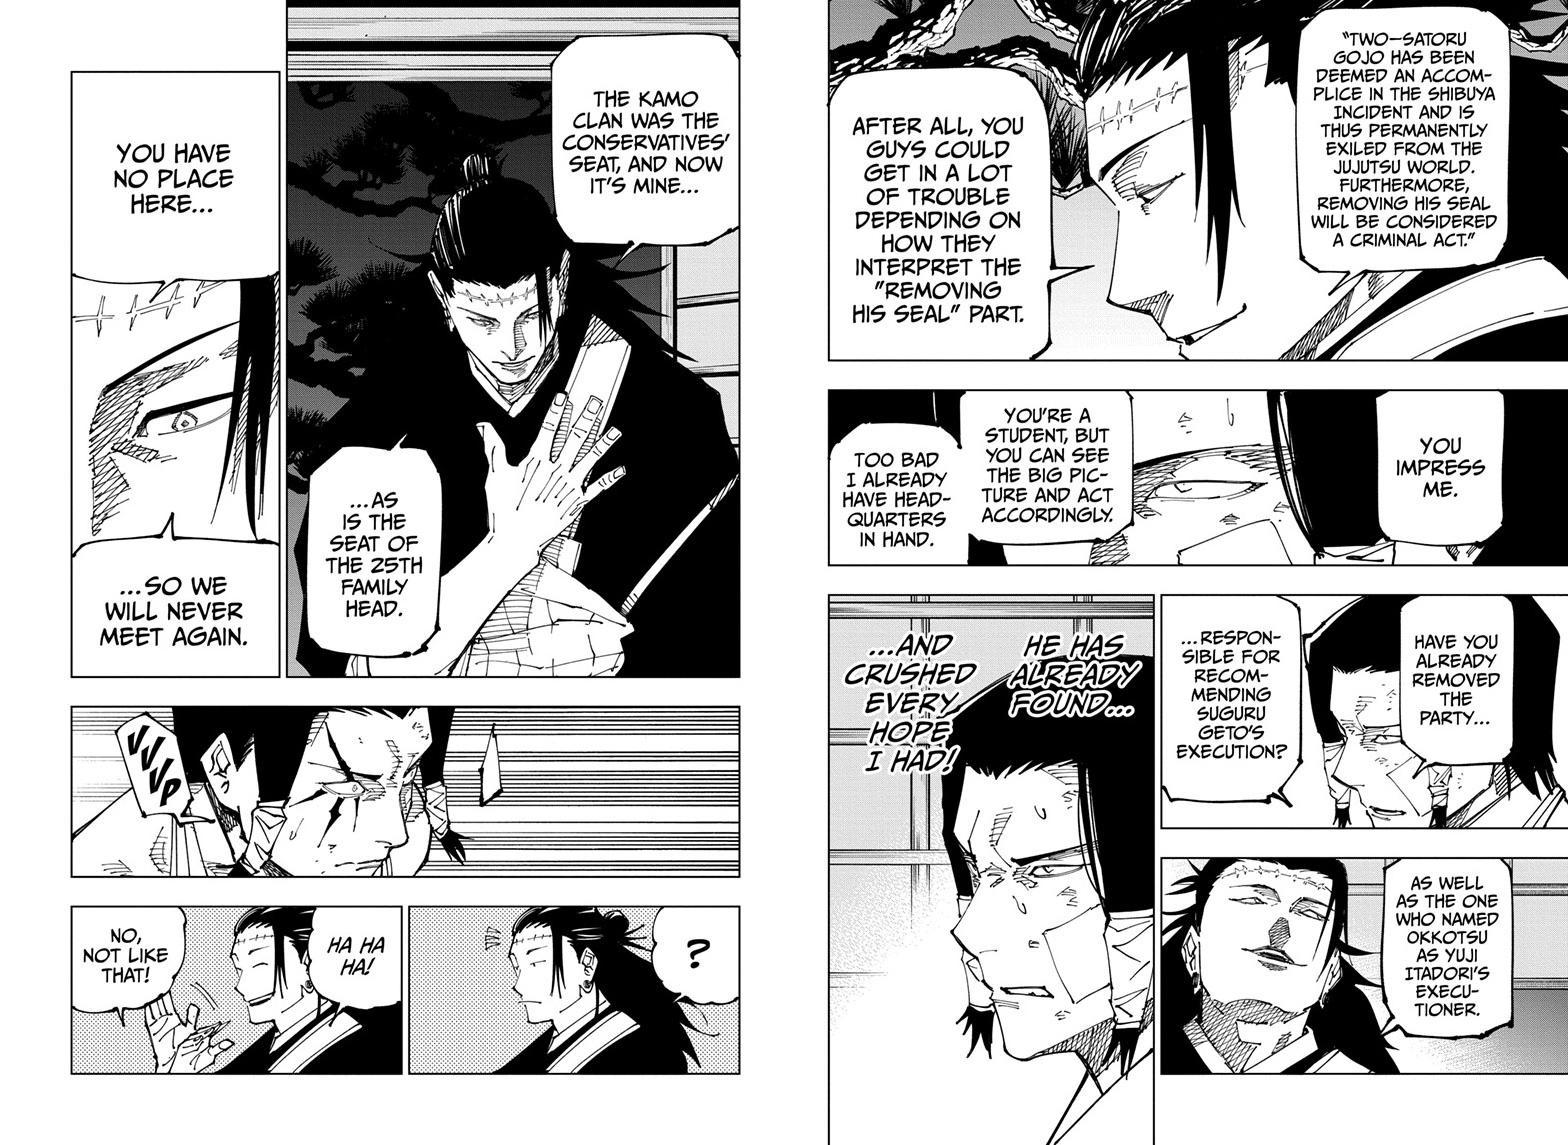 "TWO—SATORU
GOJO HAS BEEN
DEEMED AN ACCOM-
PLICE IN THE SHIBUYA
INCIDENT AND IS
THUS PERMANENTLY
EXILED FROM THE
JUJUTSU WORLD.
FURTHERMORE,
REMOVING HIS SEAL
WILL BE CONSIDERED
A CRIMINAL ACT."
AFTER ALL, YOU
GUYS COULD
GET IN A LOT
OF TROUBLE
DEPENDING ON
HOW THEY
INTERPRET THE
"REMOVING
HIS SEAL" PART.
YOU
IMPRESS
ME.
YOU'RE A
STUDENT, BUT
YOU CAN SEE
THE BIG PIC-
TURE AND ACT
ACCORDINGLY.
TOO BAD
I ALREADY
HAVE HEAD-
QUARTERS
IN HAND.
HAVE YOU
ALREADY
REMOVED
THE
PARTY...
...RESPON-
SIBLE FOR
RECOM-
MENDING
SUGURU
GETO'S
EXECUTION?
AS WELL
AS THE ONE
WHO NAMED
OKKOTSU
AS YUJI
ITADORI'S
EXECU-
TIONER.
HE HAS
ALREADY
FOUND...
...AND
CRUSHED
EVERY
HOPE
I HAD!
THE KAMO
CLAN WAS THE
CONSERVATIVES'
SEAT, AND NOW
IT'S MINE...
...AS
IS THE
SEAT OF
THE 25TH
FAMILY
HEAD.
YOU HAVE
NO PLACE
HERE...
...SO WE
WILL NEVER
MEET AGAIN.
VVVP
?
HA HA
HA!
NO,
NOT LIKE
THAT!